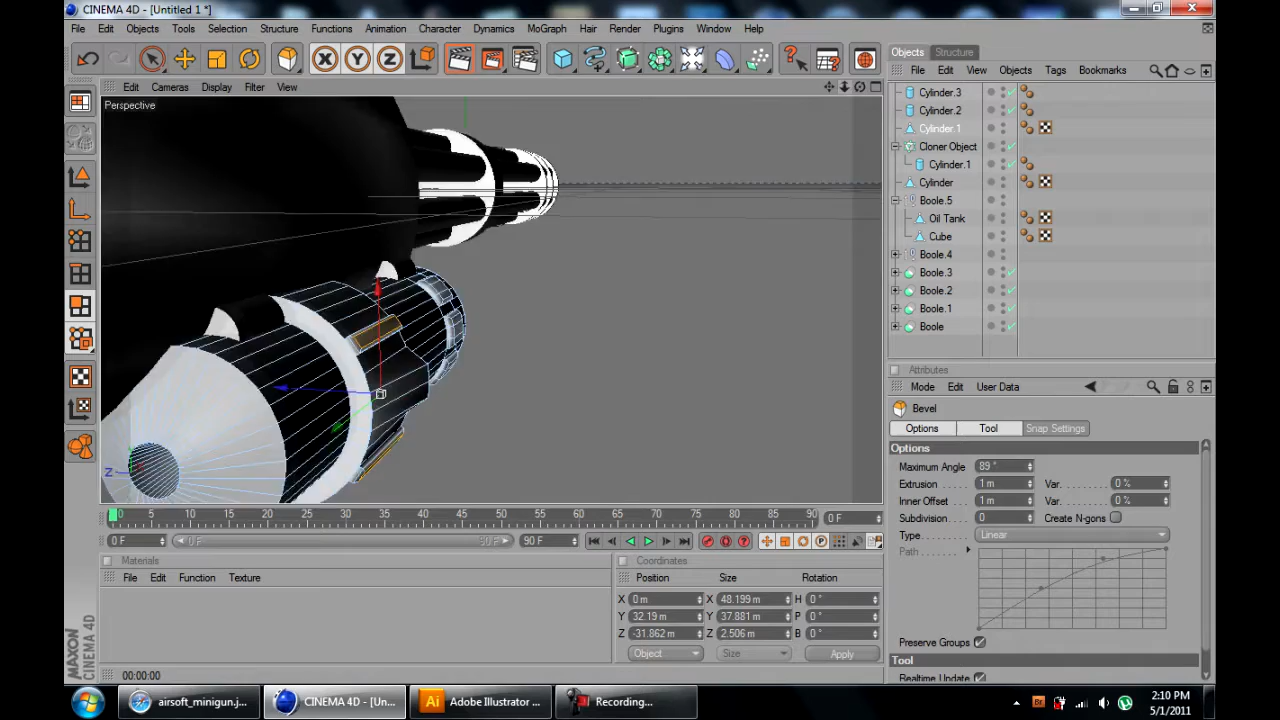 CINEMA 4D - [Untitled 1 *]
File Edit Objects Tools Selection Structure Functions Animation Character Dynamics MoGraph Hair Render Plugins Window Help
X Y Z
Edit Cameras Display Filter View
Perspective
Z
Objects Structure
File Edit View Objects Tags Bookmarks
Cylinder.3
Cylinder.2
Cylinder.1
Cloner Object
Cylinder.1
Cylinder
Boole.5
Oil Tank
Cube
Boole.4
Boole.3
Boole.2
Boole.1
Boole
Attributes
Mode Edit User Data
Bevel
Options Tool Snap Settings
Options
Maximum Angle 89 °
Extrusion 1 m Var. 0 %
Inner Offset 1 m Var. 0 %
Subdivision 0 Create N-gons
Type Linear
Path
Preserve Groups
Tool
Realtime Update
0 5 10 15 20 25 30 35 40 45 50 55 60 65 70 75 80 85 90 0 F
0 F 0 F 90 F 90 F
Materials
File Edit Function Texture
Coordinates
Position Size Rotation
X 0 m X 48.199 m H 0 °
Y 32.19 m Y 37.881 m P 0 °
Z -31.862 m Z 2.506 m B 0 °
Object Size Apply
MAXON
CINEMA 4D
00:00:00
airsoft_minigun.j... CINEMA 4D - [Un... Ai Adobe Illustrator ... Recording... Br 2:10 PM
5/1/2011